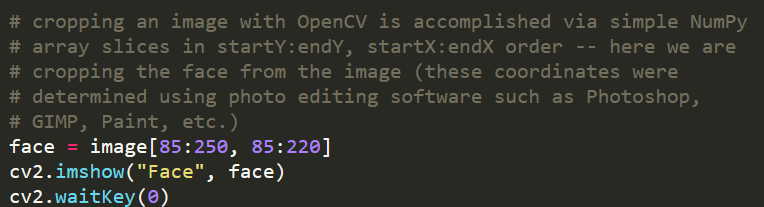 # cropping an image with OpenCV is accomplished via simple NumPy
# array slices in startY:endY, startX:endX order -- here we are
# cropping the face from the image (these coordinates were
# determined using photo editing software such as Photoshop,
# GIMP, Paint, etc.)
face = image[85:250, 85:220]
cv2.imshow("Face", face)
cv2.waitKey(0)